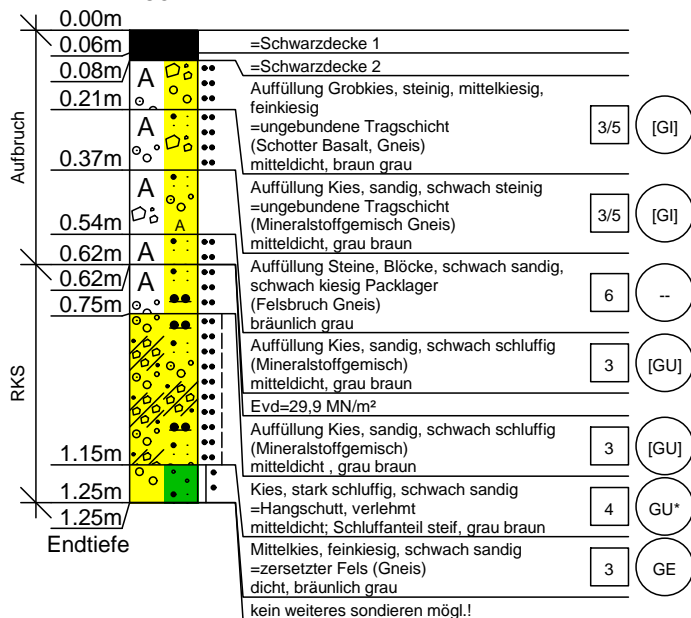 0.00m
0.06m
=Schwarzdecke 1
0.08m
=Schwarzdecke 2
A
0.21m
Auffüllung Grobkies, steinig, mittelkiesig,
feinkiesig
=ungebundene Tragschicht
(Schotter Basalt, Gneis)
mitteldicht, braun grau
3/5
[GI]
A
0.37m
Auffüllung Kies, sandig, schwach steinig
=ungebundene Tragschicht
(Mineralstoffgemisch Gneis)
mitteldicht, grau braun
3/5
[GI]
A
A
0.54m
Auffüllung Steine, Blöcke, schwach sandig,
schwach kiesig Packlager
(Felsbruch Gneis)
bräunlich grau
6
--
A
0.62m
Auffüllung Kies, sandig, schwach schluffig
(Mineralstoffgemisch)
mitteldicht, grau braun
3
[GU]
0.62m
Evd=29,9 MN/m²
A
0.75m
Auffüllung Kies, sandig, schwach schluffig
(Mineralstoffgemisch)
mitteldicht , grau braun
3
[GU]
1.15m
Kies, stark schluffig, schwach sandig
=Hangschutt, verlehmt
mitteldicht; Schluffanteil steif, grau braun
4
GU*
1.25m
Mittelkies, feinkiesig, schwach sandig
=zersetzter Fels (Gneis)
dicht, bräunlich grau
3
GE
1.25m
Endtiefe
kein weiteres sondieren mögl.!
Aufbruch
RKS